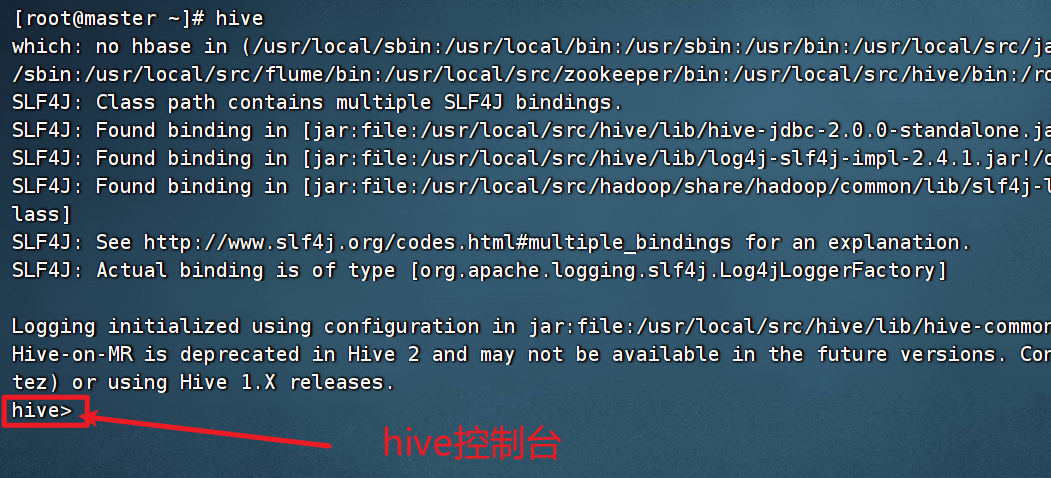 [root@master ~]# hive
which: no hbase in (/usr/local/sbin:/usr/local/bin:/usr/sbin:/usr/bin:/usr/local/src/ja
/sbin:/usr/local/src/flume/bin:/usr/local/src/zookeeper/bin:/usr/local/src/hive/bin:/ro
SLF4J: Class path contains multiple SLF4J bindings.
SLF4J: Found binding in [jar:file:/usr/local/src/hive/lib/hive-jdbc-2.0.0-standalone.ja
SLF4J: Found binding in [jar:file:/usr/local/src/hive/lib/log4j-slf4j-impl-2.4.1.jar!/o
SLF4J: Found binding in [jar:file:/usr/local/src/hadoop/share/hadoop/common/lib/slf4j-l
lass]
SLF4J: See http://www.slf4j.org/codes.html#multiple_bindings for an explanation.
SLF4J: Actual binding is of type [org.apache.logging.slf4j.Log4jLoggerFactory]
Logging initialized using configuration in jar:file:/usr/local/src/hive/lib/hive-common
Hive-on-MR is deprecated in Hive 2 and may not be available in the future versions. Con
tez) or using Hive 1.X releases.
hive>
hive控制台